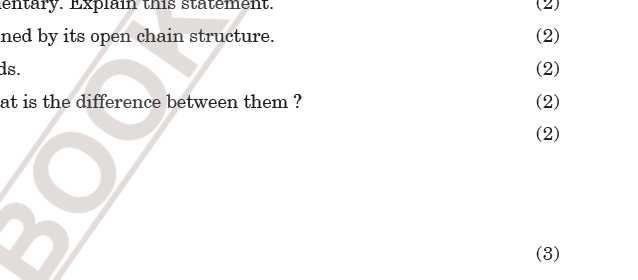 mentary. Explain this statement. (2)
ned by its open chain structure. (2)
ds. (2)
at is the difference between them ? (2)
(2)
(3)
BOOK